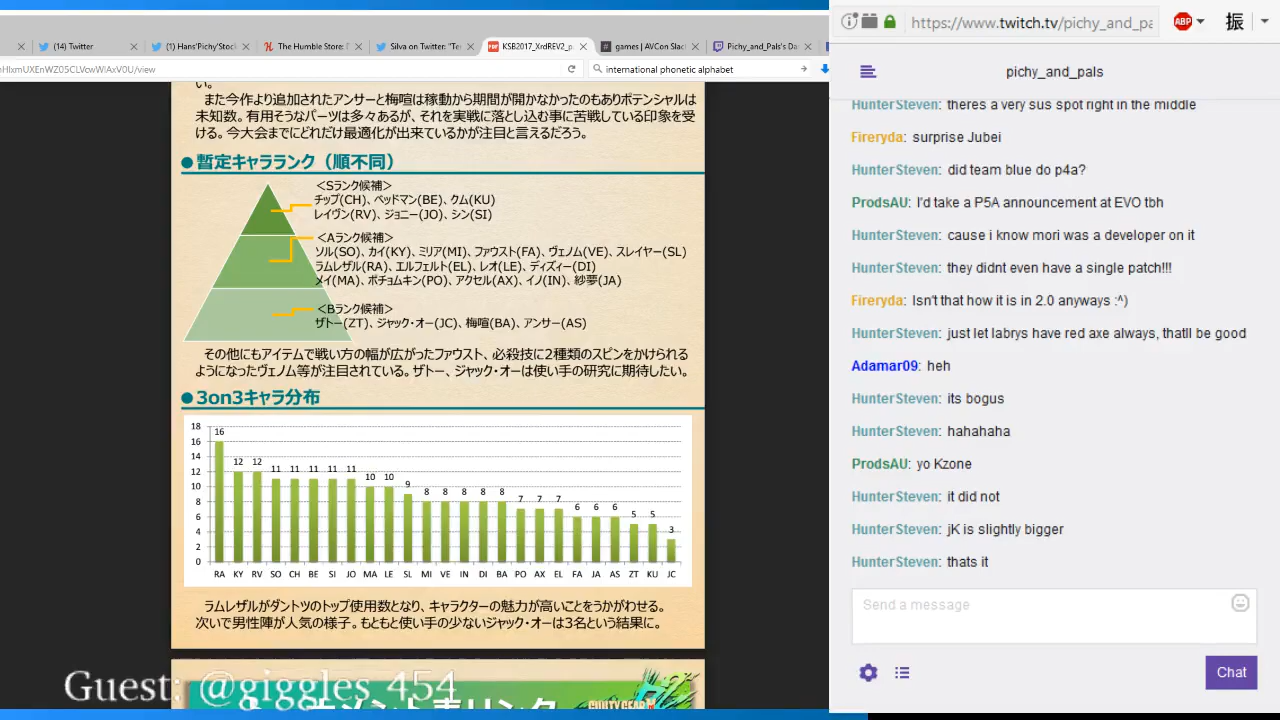 (14) Twitter
(1) Hans'Pichy'Stock
The Humble Store: D
Silva on Twitter: "Te
KSB2017_XrdREV2_p
games | AVCon Slac
Pichy_and_Pals's Da
https://www.twitch.tv/pichy_and_pa
ABP
振
international phonetic alphabet
pichy_and_pals
い。
また今作より追加されたアンサーと梅喧は稼動から期間が開かなかったのもありポテンシャルは
未知数。有用そうなパーツは多々あるが、それを実戦に落とし込む事に苦戦している印象を受
ける。今大会までにどれだけ最適化が出来ているかが注目と言えるだろう。
●暫定キャラランク（順不同）
＜Sランク候補＞
チップ(CH)、ベッドマン(BE)、クム(KU)
レイヴン(RV)、ジョニー(JO)、シン(SI)
＜Aランク候補＞
ソル(SO)、カイ(KY)、ミリア(MI)、ファウスト(FA)、ヴェノム(VE)、スレイヤー(SL)
ラムレザル(RA)、エルフェルト(EL)、レオ(LE)、ディズィー(DI)
メイ(MA)、ポチョムキン(PO)、アクセル(AX)、イノ(IN)、紗夢(JA)
＜Bランク候補＞
ザトー(ZT)、ジャック・オー(JC)、梅喧(BA)、アンサー(AS)
その他にもアイテムで戦い方の幅が広がったファウスト、必殺技に2種類のスピンをかけられる
ようになったヴェノム等が注目されている。ザトー、ジャック・オーは使い手の研究に期待したい。
●3on3キャラ分布
18
16
14
12
10
8
6
4
2
0
16 12 12 11 11 11 11 11 10 10 9 8 8 8 8 8 7 7 7 6 6 6 5 5 3
RA KY RV SO CH BE SI JO MA LE SL MI VE IN DI BA PO AX EL FA JA AS ZT KU JC
ラムレザルがダントツのトップ使用数となり、キャラクターの魅力が高いことをうかがわせる。
次いで男性陣が人気の様子。もともと使い手の少ないジャック・オーは3名という結果に。
Guest: @giggles_454
HunterSteven: theres a very sus spot right in the middle
Fireryda: surprise Jubei
HunterSteven: did team blue do p4a?
ProdsAU: I'd take a P5A announcement at EVO tbh
HunterSteven: cause i know mori was a developer on it
HunterSteven: they didnt even have a single patch!!!
Fireryda: Isn't that how it is in 2.0 anyways :^)
HunterSteven: just let labrys have red axe always, thatll be good
Adamar09: heh
HunterSteven: its bogus
HunterSteven: hahahaha
ProdsAU: yo Kzone
HunterSteven: it did not
HunterSteven: jK is slightly bigger
HunterSteven: thats it
Send a message
Chat